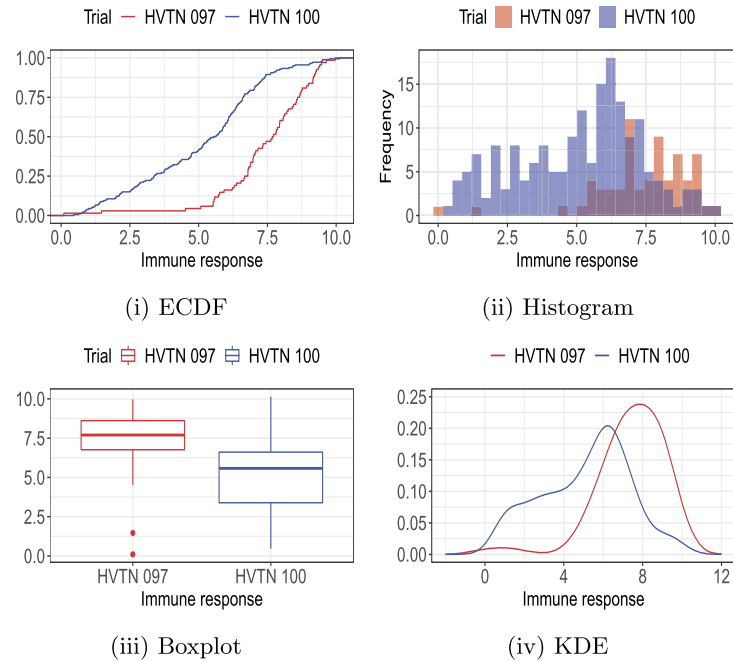 Trial HVTN 097 HVTN 100
1.00
0.75
0.50
0.25
0.00
0.0 2.5 5.0 7.5 10.0
Immune response
(i) ECDF
Trial HVTN 097 HVTN 100
Frequency
15
10
5
0
0.0 2.5 5.0 7.5 10.0
Immune response
(ii) Histogram
Trial HVTN 097 HVTN 100
10.0
7.5
5.0
2.5
0.0
HVTN 097 HVTN 100
Immune response
(iii) Boxplot
HVTN 097 HVTN 100
0.25
0.20
0.15
0.10
0.05
0.00
0 4 8 12
Immune response
(iv) KDE